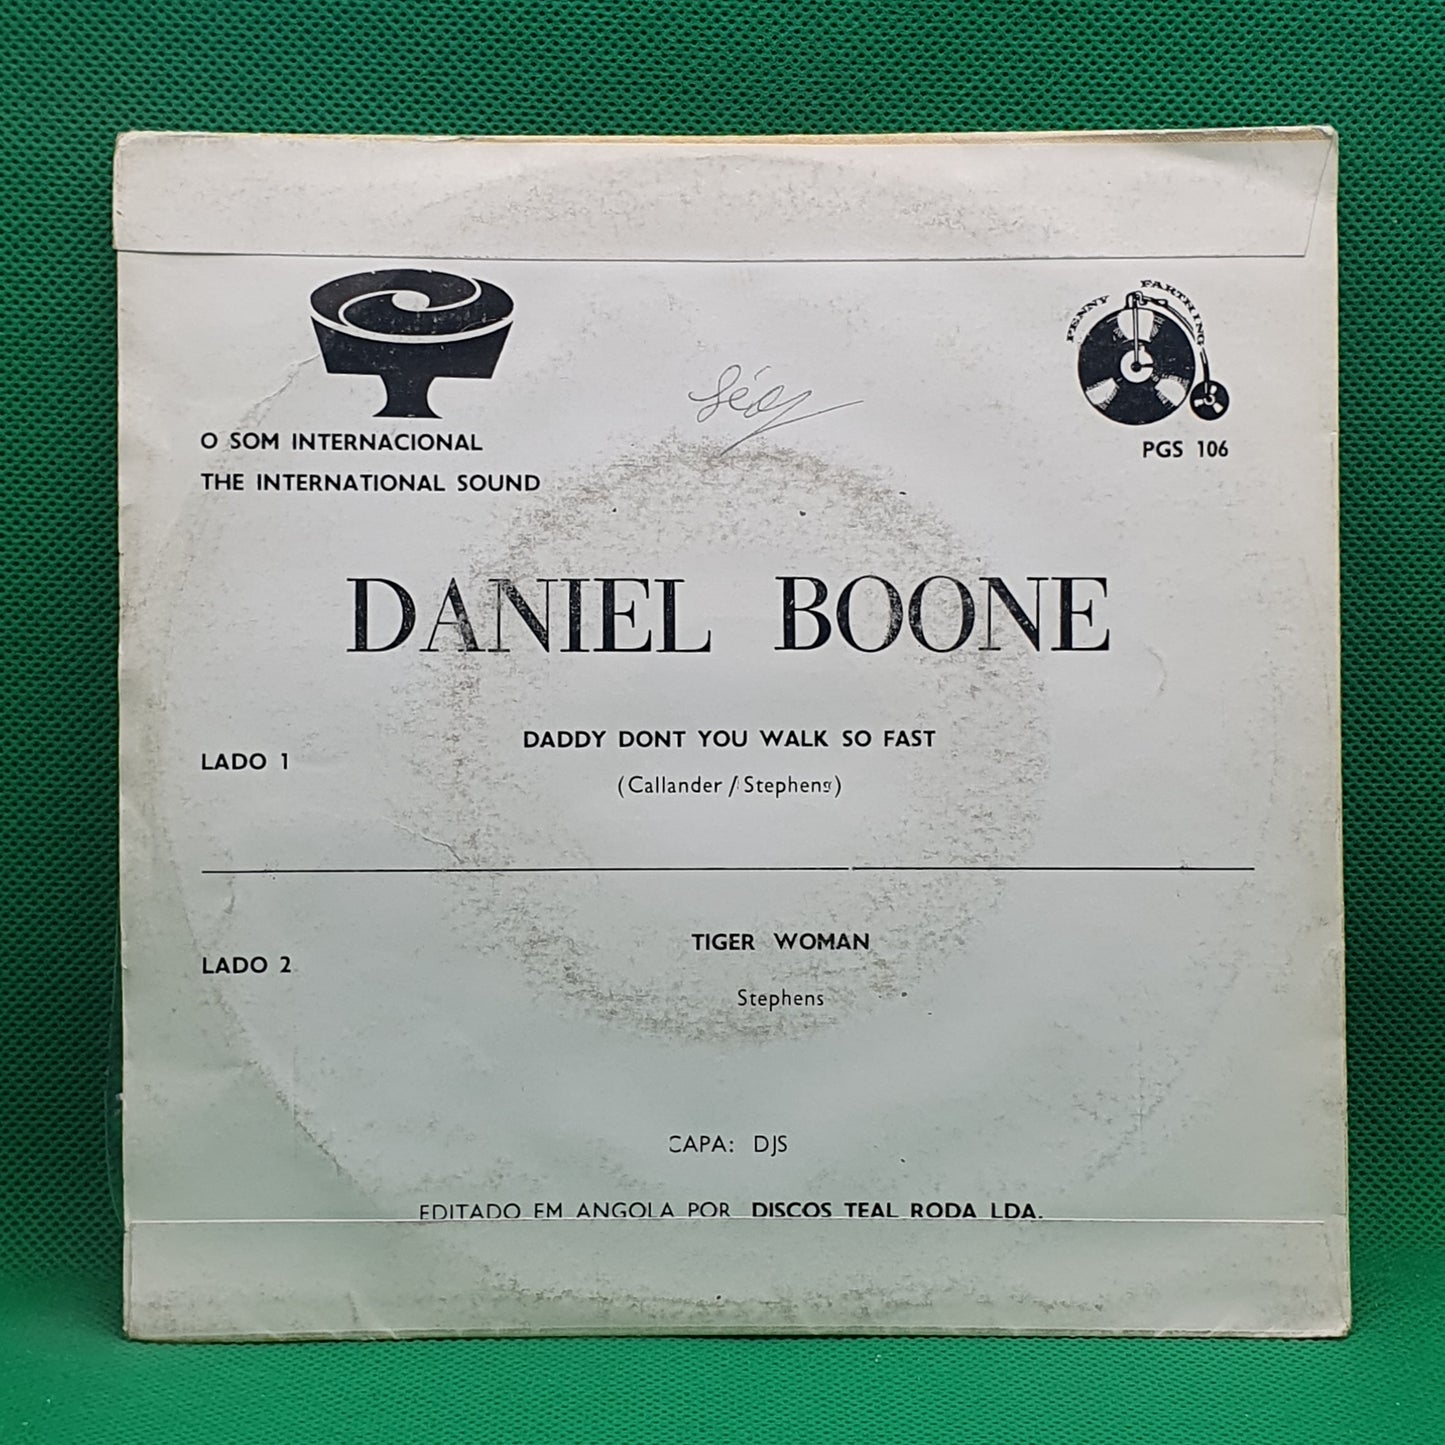 PENNY FARTHING
O SOM INTERNACIONAL
THE INTERNATIONAL SOUND
PGS 106
DANIEL BOONE
LADO 1
DADDY DONT YOU WALK SO FAST
(Callander / Stephens)
LADO 2
TIGER WOMAN
Stephens
CAPA: DJS
EDITADO EM ANGOLA POR DISCOS TEAL RODA LDA.